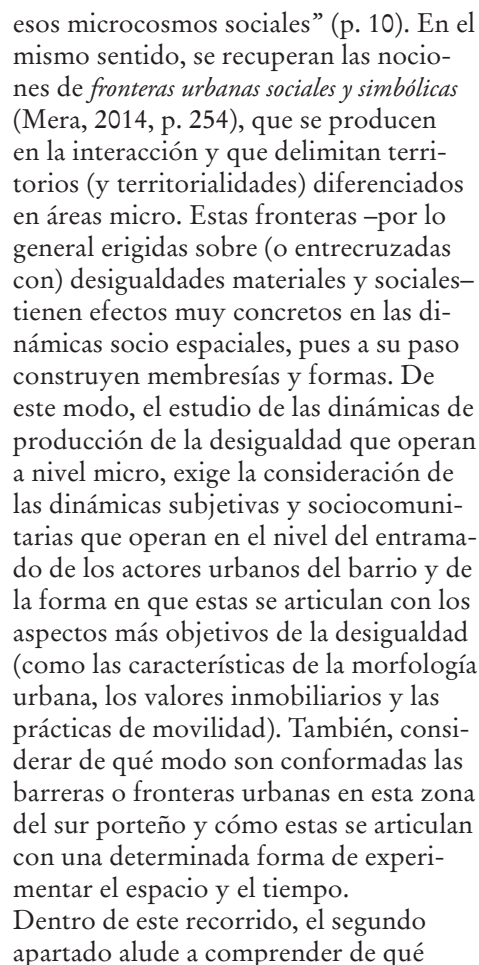 esos microcosmos sociales” (p. 10). En el
mismo sentido, se recuperan las nocio-
nes de fronteras urbanas sociales y simbólicas
(Mera, 2014, p. 254), que se producen
en la interacción y que delimitan terri-
torios (y territorialidades) diferenciados
en áreas micro. Estas fronteras –por lo
general erigidas sobre (o entrecruzadas
con) desigualdades materiales y sociales–
tienen efectos muy concretos en las di-
námicas socio espaciales, pues a su paso
construyen membresías y formas. De
este modo, el estudio de las dinámicas de
producción de la desigualdad que operan
a nivel micro, exige la consideración de
las dinámicas subjetivas y sociocomuni-
tarias que operan en el nivel del entrama-
do de los actores urbanos del barrio y de
la forma en que estas se articulan con los
aspectos más objetivos de la desigualdad
(como las características de la morfología
urbana, los valores inmobiliarios y las
prácticas de movilidad). También, consi-
derar de qué modo son conformadas las
barreras o fronteras urbanas en esta zona
del sur porteño y cómo estas se articulan
con una determinada forma de experi-
mentar el espacio y el tiempo.
Dentro de este recorrido, el segundo
apartado alude a comprender de qué